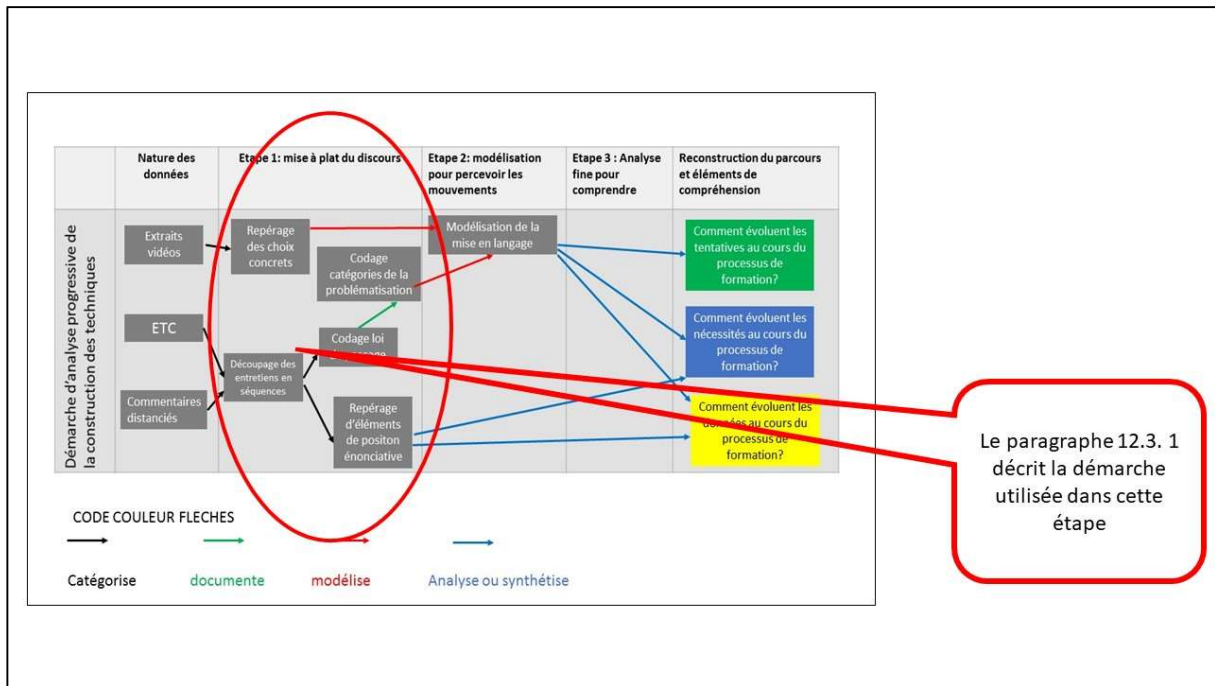 Nature des
données
Etape 1: mise à plat du discours
Etape 2: modélisation
pour percevoir les
mouvements
Etape 3 : Analyse
fine pour
comprendre
Reconstruction du parcours
et éléments de
compréhension
Démarche d'analyse progressive de
la construction des techniques
Extraits
vidéos
Repérage
des choix
concrets
Modélisation de la
mise en langage
Comment évoluent les
tentatives au cours du
processus de
formation?
Codage
catégories de la
problématisation
ETC
Codage loi
Comment évoluent les
nécessités au cours du
processus de
formation?
Découpage des
entretiens en
séquences
Commentaires
distanciés
Repérage
d'éléments de
positon
énonciative
Comment évoluent les
données au cours du
processus de
formation?
Le paragraphe 12.3. 1
décrit la démarche
utilisée dans cette
étape
CODE COULEUR FLECHES
Catégorise
documente
modélise
Analyse ou synthétise